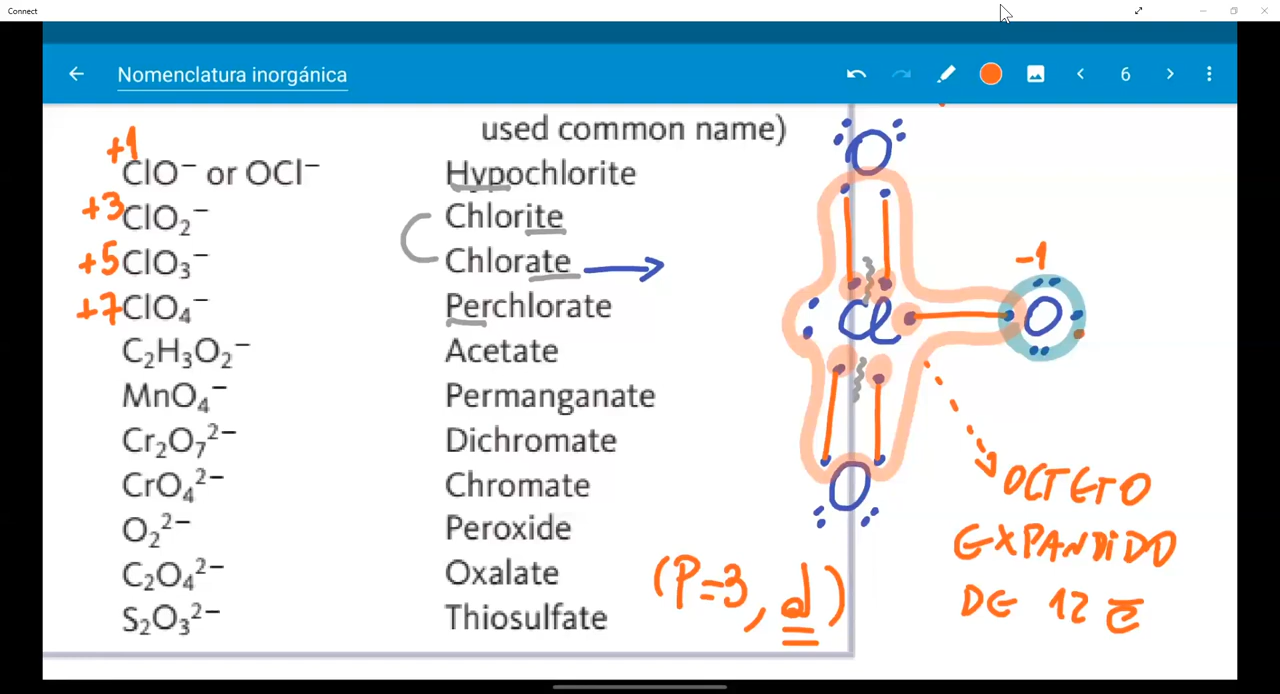 Connect
Nomenclatura inorgánica
6
used common name)
+1
ClO⁻ or OCl⁻ Hypochlorite
+3 ClO₂⁻ Chlorite
+5 ClO₃⁻ Chlorate
+7 ClO₄⁻ Perchlorate
C₂H₃O₂⁻ Acetate
MnO₄⁻ Permanganate
Cr₂O₇²⁻ Dichromate
CrO₄²⁻ Chromate
O₂²⁻ Peroxide
C₂O₄²⁻ Oxalate
S₂O₃²⁻ Thiosulfate
O
-1
Cl O
O
(P=3, d)
OCTETO
EXPANDIDO
DE 12 e̅